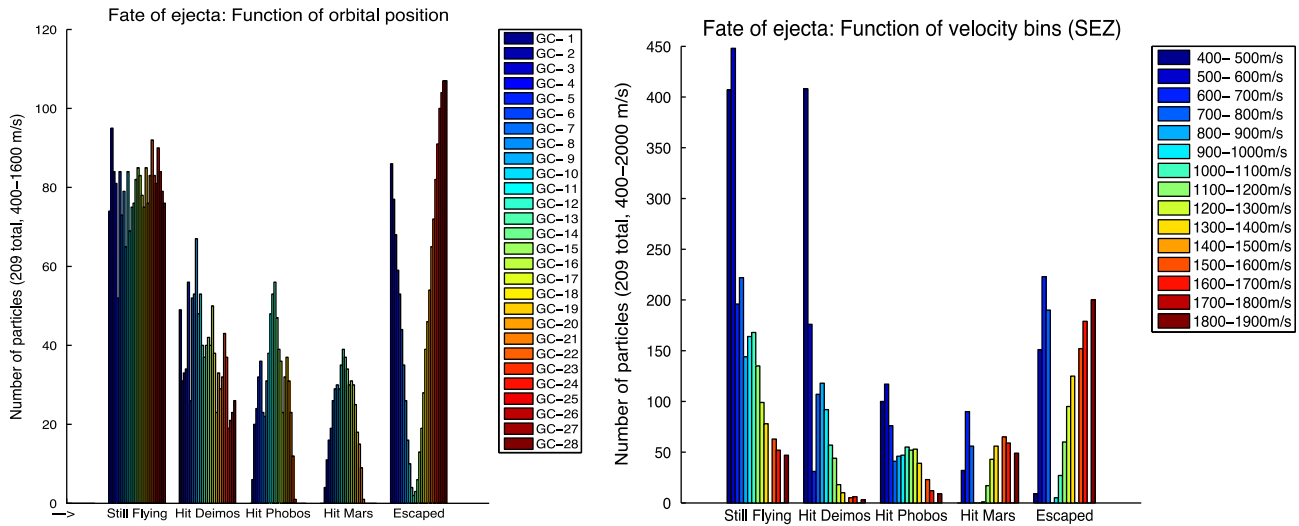 Fate of ejecta: Function of orbital position
Number of particles (209 total, 400-1600 m/s)
120
100
80
60
40
20
0
—>
Still Flying
Hit Deimos
Hit Phobos
Hit Mars
Escaped
GC- 1
GC- 2
GC- 3
GC- 4
GC- 5
GC- 6
GC- 7
GC- 8
GC- 9
GC-10
GC-11
GC-12
GC-13
GC-14
GC-15
GC-16
GC-17
GC-18
GC-19
GC-20
GC-21
GC-22
GC-23
GC-24
GC-25
GC-26
GC-27
GC-28
Fate of ejecta: Function of velocity bins (SEZ)
Number of particles (209 total, 400-2000 m/s)
450
400
350
300
250
200
150
100
50
0
Still Flying
Hit Deimos
Hit Phobos
Hit Mars
Escaped
400- 500m/s
500- 600m/s
600- 700m/s
700- 800m/s
800- 900m/s
900-1000m/s
1000-1100m/s
1100-1200m/s
1200-1300m/s
1300-1400m/s
1400-1500m/s
1500-1600m/s
1600-1700m/s
1700-1800m/s
1800-1900m/s